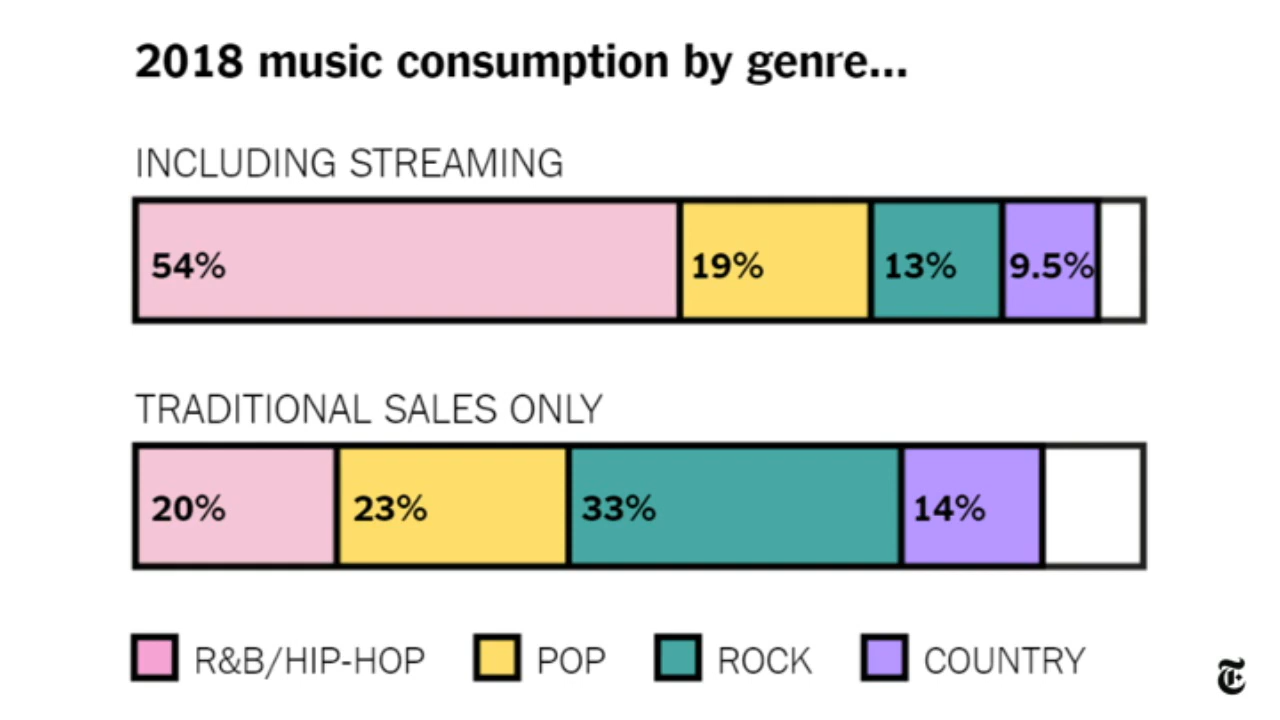 2018 music consumption by genre...
INCLUDING STREAMING
54% 19% 13% 9.5%
TRADITIONAL SALES ONLY
20% 23% 33% 14%
R&B/HIP-HOP POP ROCK COUNTRY
T